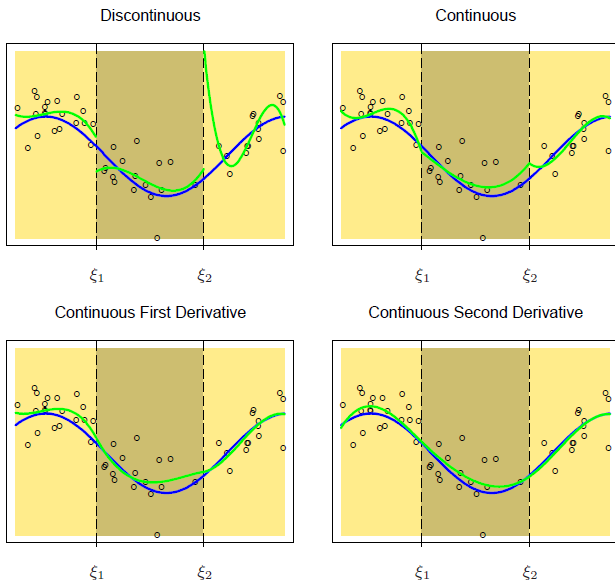 Discontinuous
Continuous
ξ1
ξ2
ξ1
ξ2
Continuous First Derivative
Continuous Second Derivative
ξ1
ξ2
ξ1
ξ2